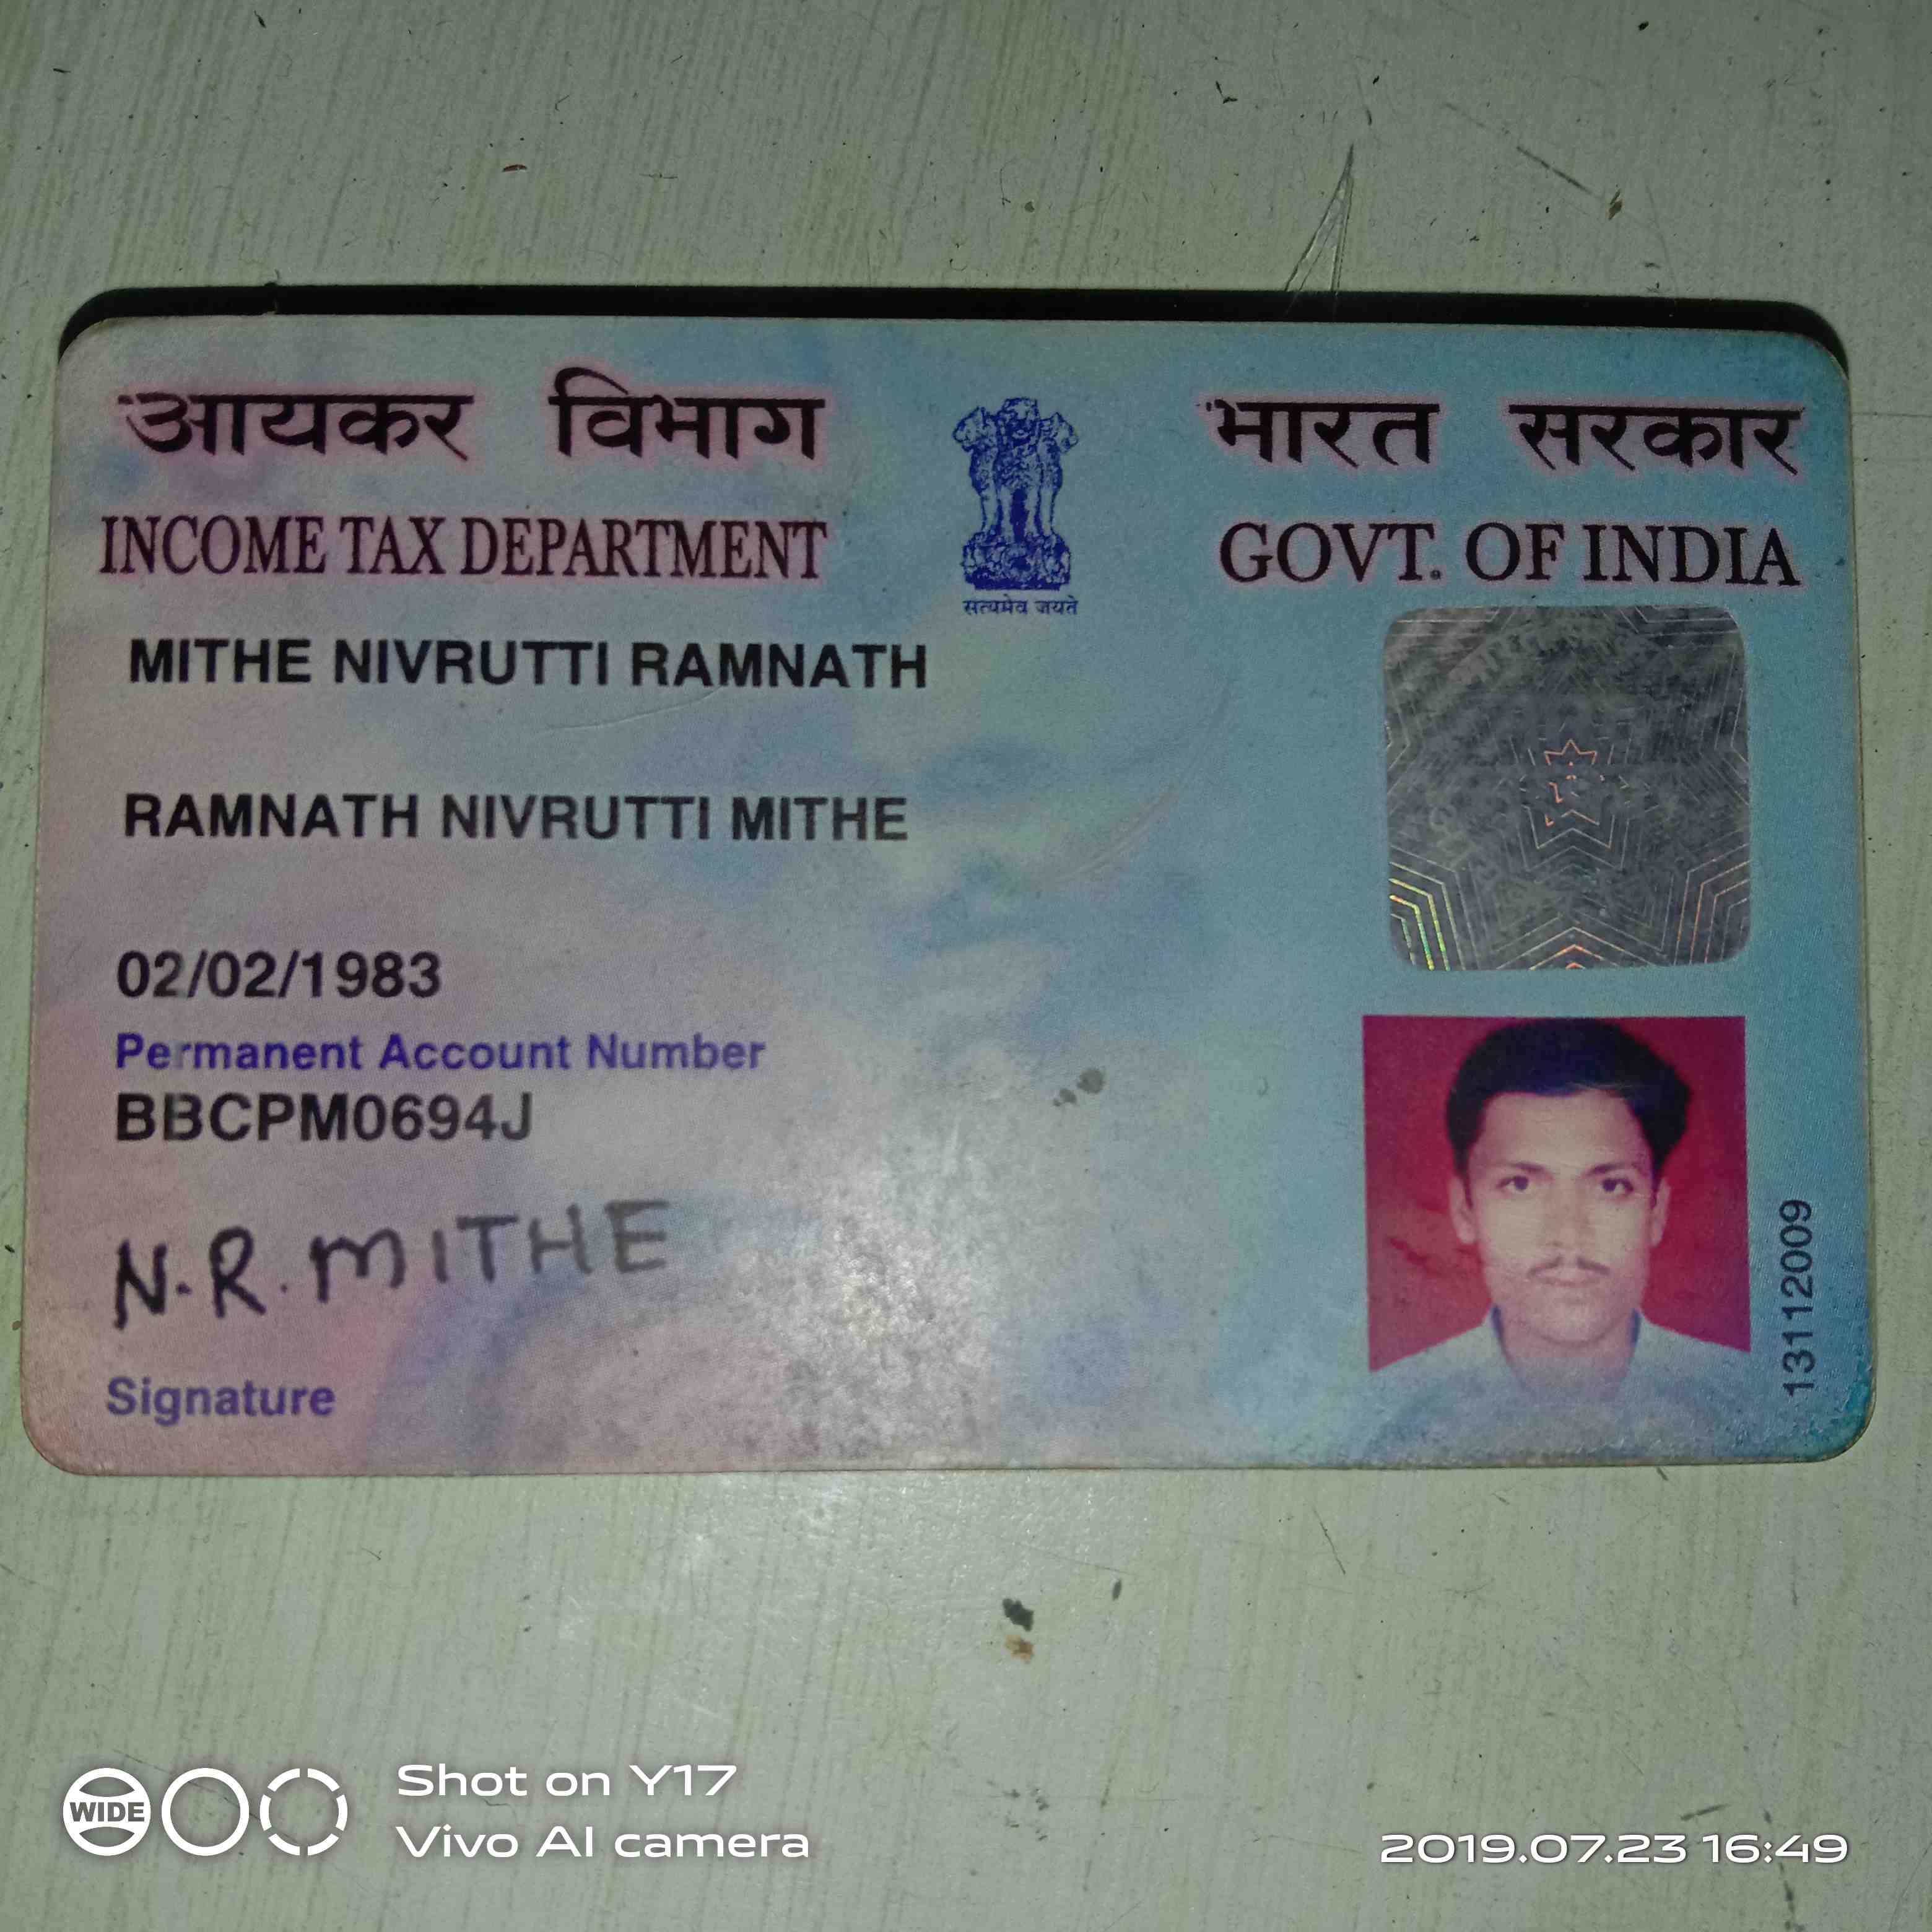 आयकर विभाग
INCOME TAX DEPARTMENT
सत्यमेव जयते
भारत सरकार
GOVT. OF INDIA
MITHE NIVRUTTI RAMNATH
RAMNATH NIVRUTTI MITHE
02/02/1983
Permanent Account Number
BBCPM0694J
N.R.MITHE
Signature
13112009
WIDE
Shot on Y17
Vivo AI camera
2019.07.23 16:49